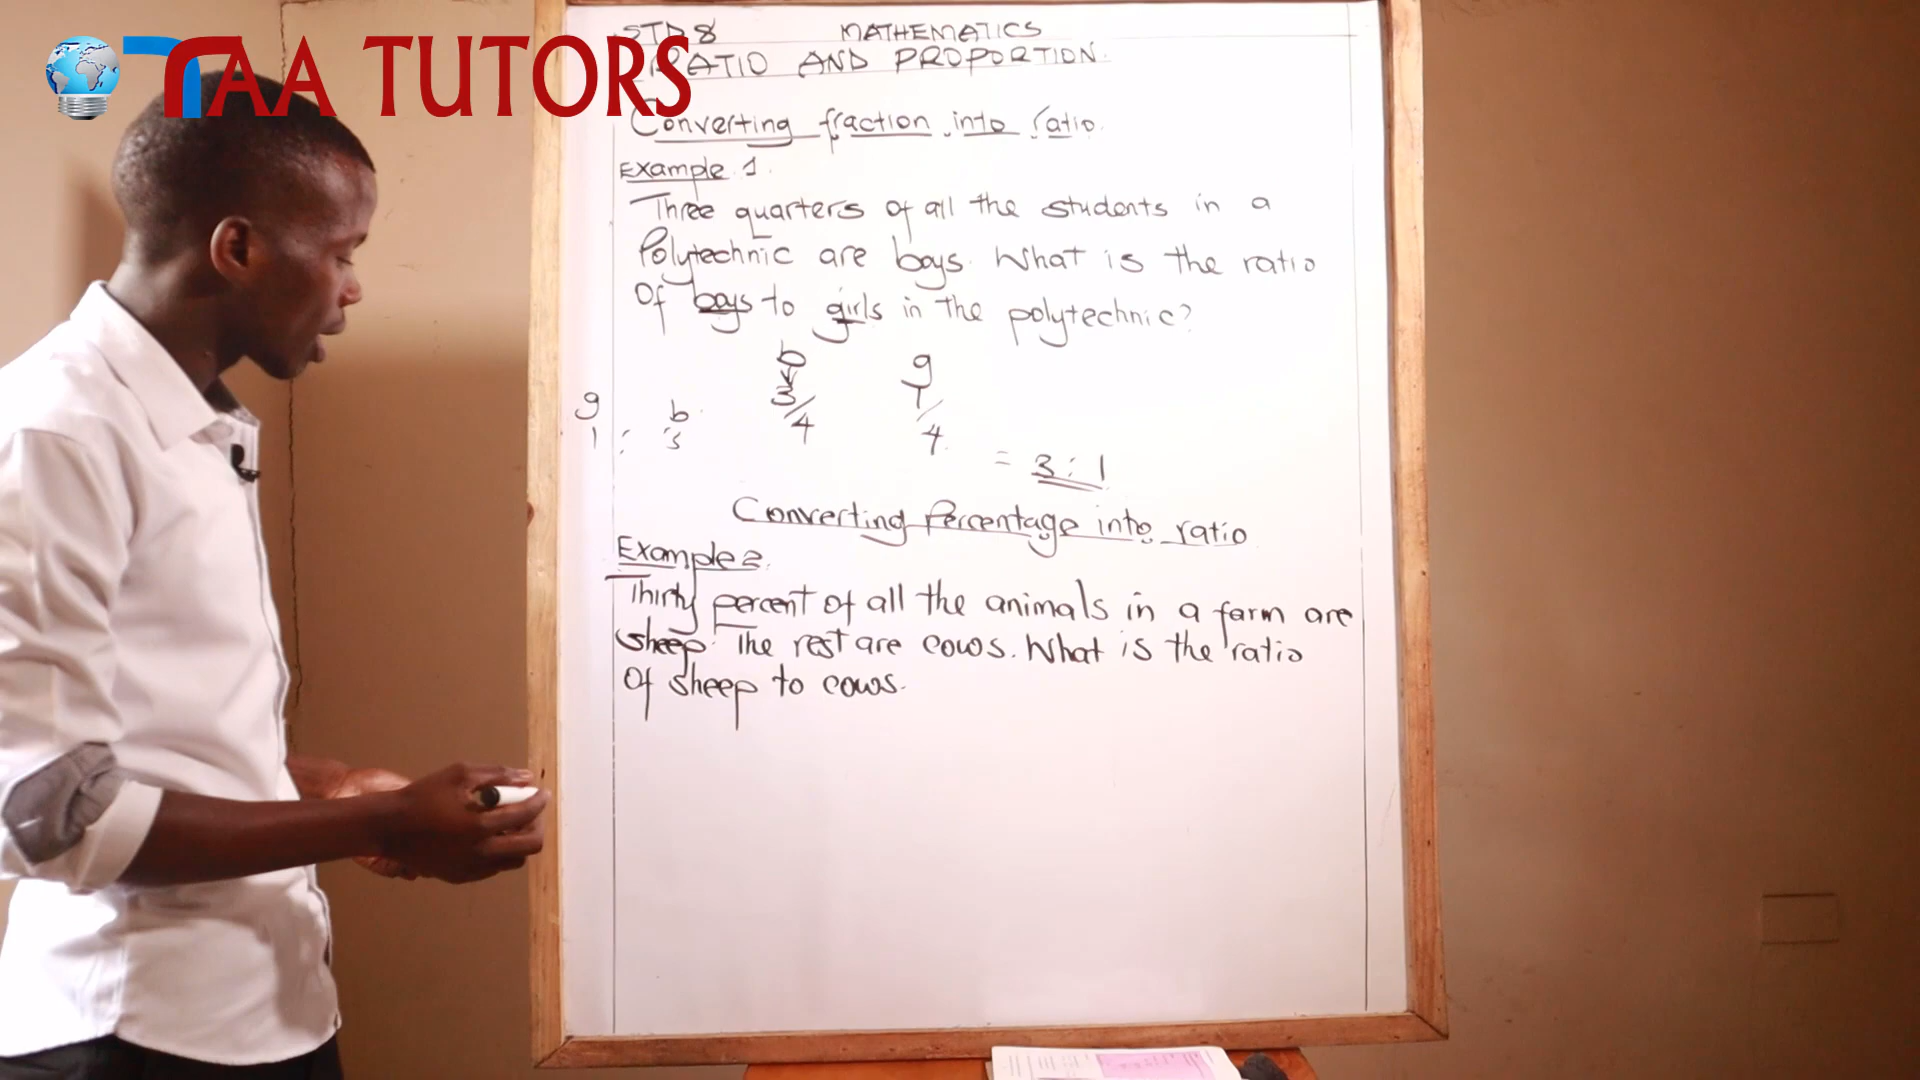 TAA TUTORS
STD 8 MATHEMATICS
RATIO AND PROPORTION.
Converting fraction into ratio.
Example 1.
Three quarters of all the students in a
Polytechnic are boys. What is the ratio
Of boys to girls in the polytechnic?
b g
3/4 1/4
g b
1 : 3
= 3 : 1
Converting Percentage into ratio
Example 2.
Thirty percent of all the animals in a farm are
sheep. The rest are cows. What is the ratio
Of sheep to cows.